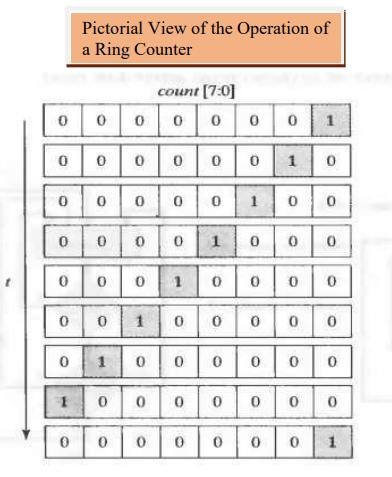 Pictorial View of the Operation of
a Ring Counter
count [7:0]
0 0 0 0 0 0 0 1
0 0 0 0 0 0 1 0
0 0 0 0 0 1 0 0
0 0 0 0 1 0 0 0
t
0 0 0 1 0 0 0 0
0 0 1 0 0 0 0 0
0 1 0 0 0 0 0 0
1 0 0 0 0 0 0 0
0 0 0 0 0 0 0 1